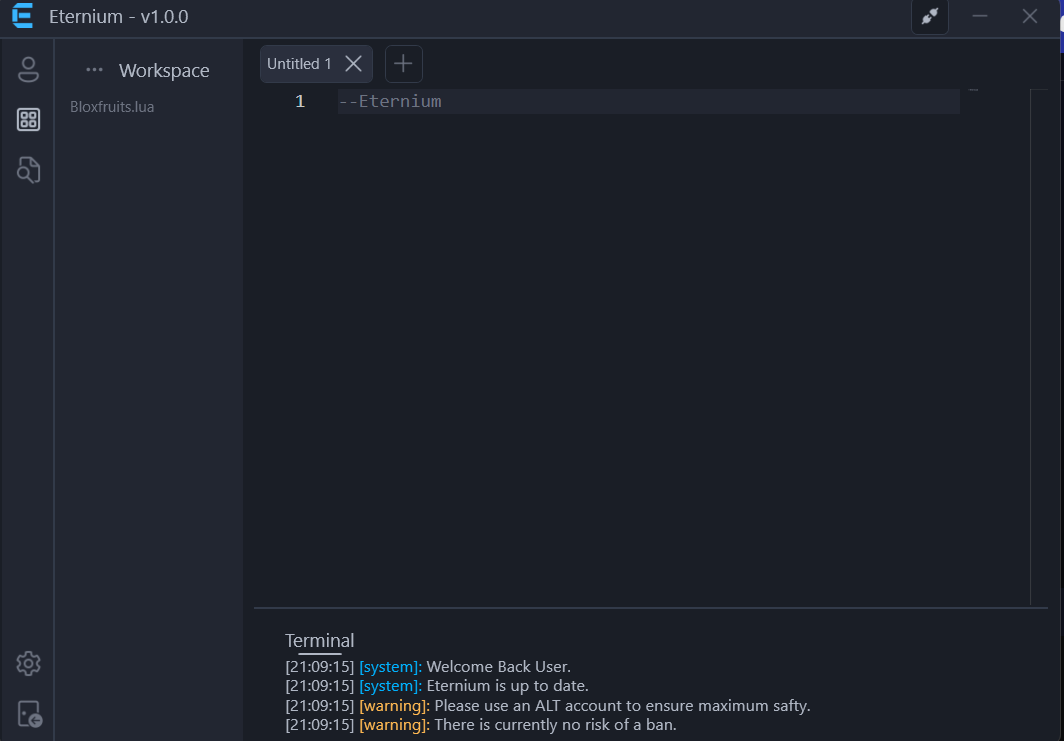 Eternium - v1.0.0
Workspace
Bloxfruits.lua
Untitled 1
1 --Eternium
Terminal
[21:09:15] [system]: Welcome Back User.
[21:09:15] [system]: Eternium is up to date.
[21:09:15] [warning]: Please use an ALT account to ensure maximum safty.
[21:09:15] [warning]: There is currently no risk of a ban.